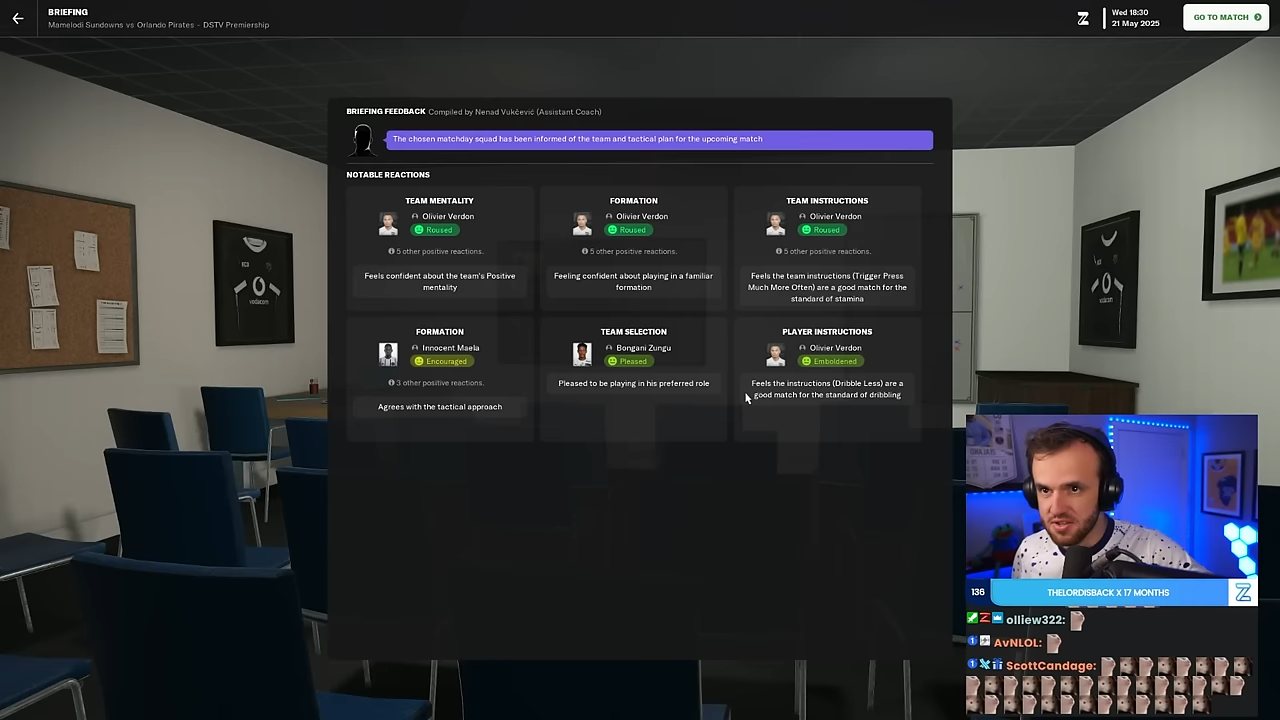 BRIEFING
Mamelodi Sundowns vs Orlando Pirates - DSTV Premiership
Wed 18:30
21 May 2025
GO TO MATCH
BRIEFING FEEDBACK Compiled by Nenad Vukčević (Assistant Coach)
The chosen matchday squad has been informed of the team and tactical plan for the upcoming match
NOTABLE REACTIONS
TEAM MENTALITY
Olivier Verdon
Roused
5 other positive reactions.
Feels confident about the team's Positive
mentality
FORMATION
Olivier Verdon
Roused
5 other positive reactions.
Feeling confident about playing in a familiar
formation
TEAM INSTRUCTIONS
Olivier Verdon
Roused
5 other positive reactions.
Feels the team instructions (Trigger Press
Much More Often) are a good match for the
standard of stamina
FORMATION
Innocent Maela
Encouraged
3 other positive reactions.
Agrees with the tactical approach
TEAM SELECTION
Bongani Zungu
Pleased
Pleased to be playing in his preferred role
PLAYER INSTRUCTIONS
Olivier Verdon
Emboldened
Feels the instructions (Dribble Less) are a
good match for the standard of dribbling
vodacom
vodacom
136
THELORDISBACK X 17 MONTHS
olliew322:
AvNLOL:
ScottCandage: